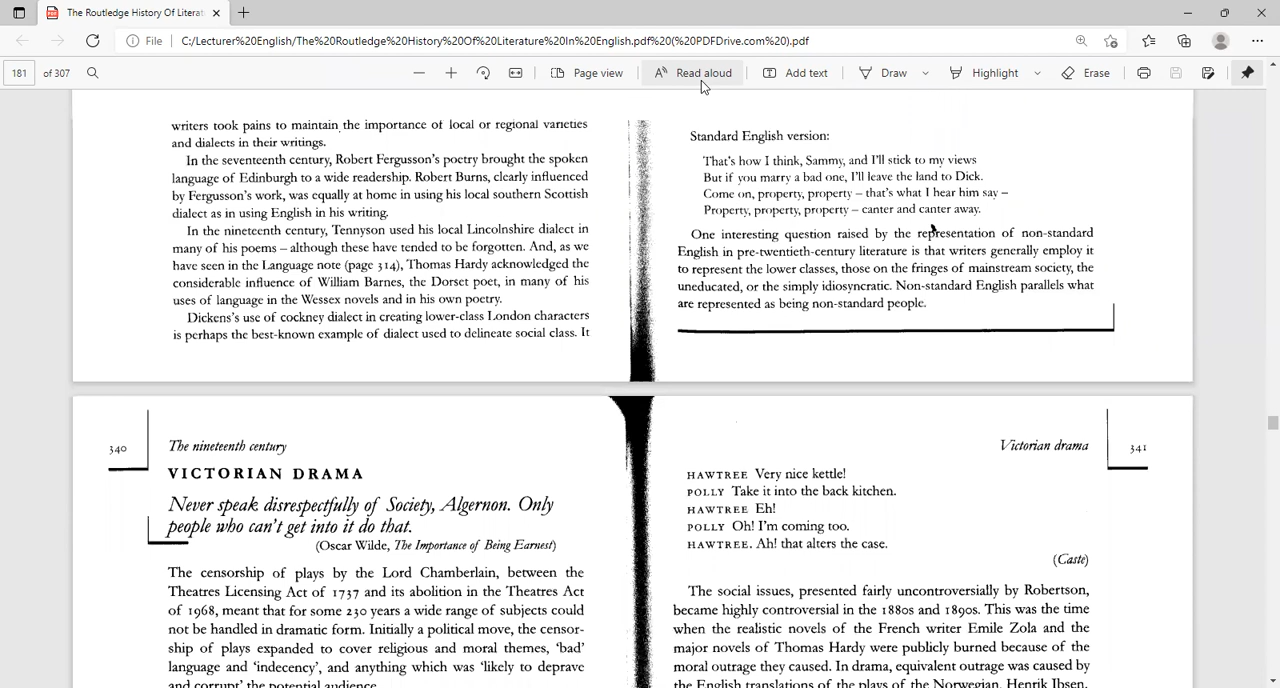 The Routledge History Of Literat
File
C:/Lecturer%20English/The%20Routledge%20History%20Of%20Literature%20In%20English.pdf%20(%20PDFDrive.com%20).pdf
181 of 307
Page view
Read aloud
Add text
Draw
Highlight
Erase
writers took pains to maintain the importance of local or regional varieties
and dialects in their writings.
In the seventeenth century, Robert Fergusson's poetry brought the spoken
language of Edinburgh to a wide readership. Robert Burns, clearly influenced
by Fergusson's work, was equally at home in using his local southern Scottish
dialect as in using English in his writing.
In the nineteenth century, Tennyson used his local Lincolnshire dialect in
many of his poems – although these have tended to be forgotten. And, as we
have seen in the Language note (page 314), Thomas Hardy acknowledged the
considerable influence of William Barnes, the Dorset poet, in many of his
uses of language in the Wessex novels and in his own poetry.
Dickens's use of cockney dialect in creating lower-class London characters
is perhaps the best-known example of dialect used to delineate social class. It
Standard English version:
That's how I think, Sammy, and I'll stick to my views
But if you marry a bad one, I'll leave the land to Dick.
Come on, property, property – that's what I hear him say –
Property, property, property – canter and canter away.
One interesting question raised by the representation of non-standard
English in pre-twentieth-century literature is that writers generally employ it
to represent the lower classes, those on the fringes of mainstream society, the
uneducated, or the simply idiosyncratic. Non-standard English parallels what
are represented as being non-standard people.
340
The nineteenth century
VICTORIAN DRAMA
Never speak disrespectfully of Society, Algernon. Only
people who can't get into it do that.
(Oscar Wilde, The Importance of Being Earnest)
The censorship of plays by the Lord Chamberlain, between the
Theatres Licensing Act of 1737 and its abolition in the Theatres Act
of 1968, meant that for some 230 years a wide range of subjects could
not be handled in dramatic form. Initially a political move, the censor-
ship of plays expanded to cover religious and moral themes, 'bad'
language and 'indecency', and anything which was 'likely to deprave
and corrupt' the potential audience.
Victorian drama
341
HAWTREE Very nice kettle!
POLLY Take it into the back kitchen.
HAWTREE Eh!
POLLY Oh! I'm coming too.
HAWTREE. Ah! that alters the case.
(Caste)
The social issues, presented fairly uncontroversially by Robertson,
became highly controversial in the 1880s and 1890s. This was the time
when the realistic novels of the French writer Emile Zola and the
major novels of Thomas Hardy were publicly burned because of the
moral outrage they caused. In drama, equivalent outrage was caused by
the English translations of the plays of the Norwegian, Henrik Ibsen.